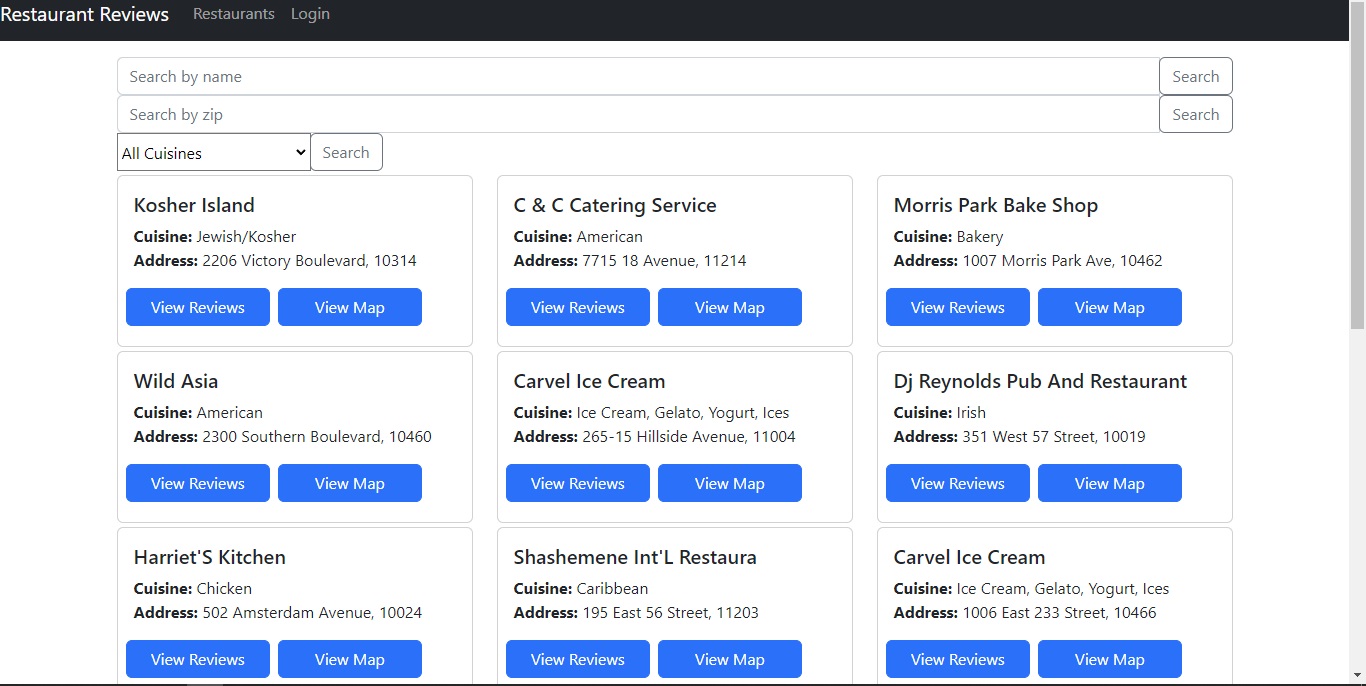 Restaurant Reviews Restaurants Login
Search by name Search
Search by zip Search
All Cuisines Search
Kosher Island
Cuisine: Jewish/Kosher
Address: 2206 Victory Boulevard, 10314
View Reviews View Map
C & C Catering Service
Cuisine: American
Address: 7715 18 Avenue, 11214
View Reviews View Map
Morris Park Bake Shop
Cuisine: Bakery
Address: 1007 Morris Park Ave, 10462
View Reviews View Map
Wild Asia
Cuisine: American
Address: 2300 Southern Boulevard, 10460
View Reviews View Map
Carvel Ice Cream
Cuisine: Ice Cream, Gelato, Yogurt, Ices
Address: 265-15 Hillside Avenue, 11004
View Reviews View Map
Dj Reynolds Pub And Restaurant
Cuisine: Irish
Address: 351 West 57 Street, 10019
View Reviews View Map
Harriet'S Kitchen
Cuisine: Chicken
Address: 502 Amsterdam Avenue, 10024
View Reviews View Map
Shashemene Int'L Restaura
Cuisine: Caribbean
Address: 195 East 56 Street, 11203
View Reviews View Map
Carvel Ice Cream
Cuisine: Ice Cream, Gelato, Yogurt, Ices
Address: 1006 East 233 Street, 10466
View Reviews View Map